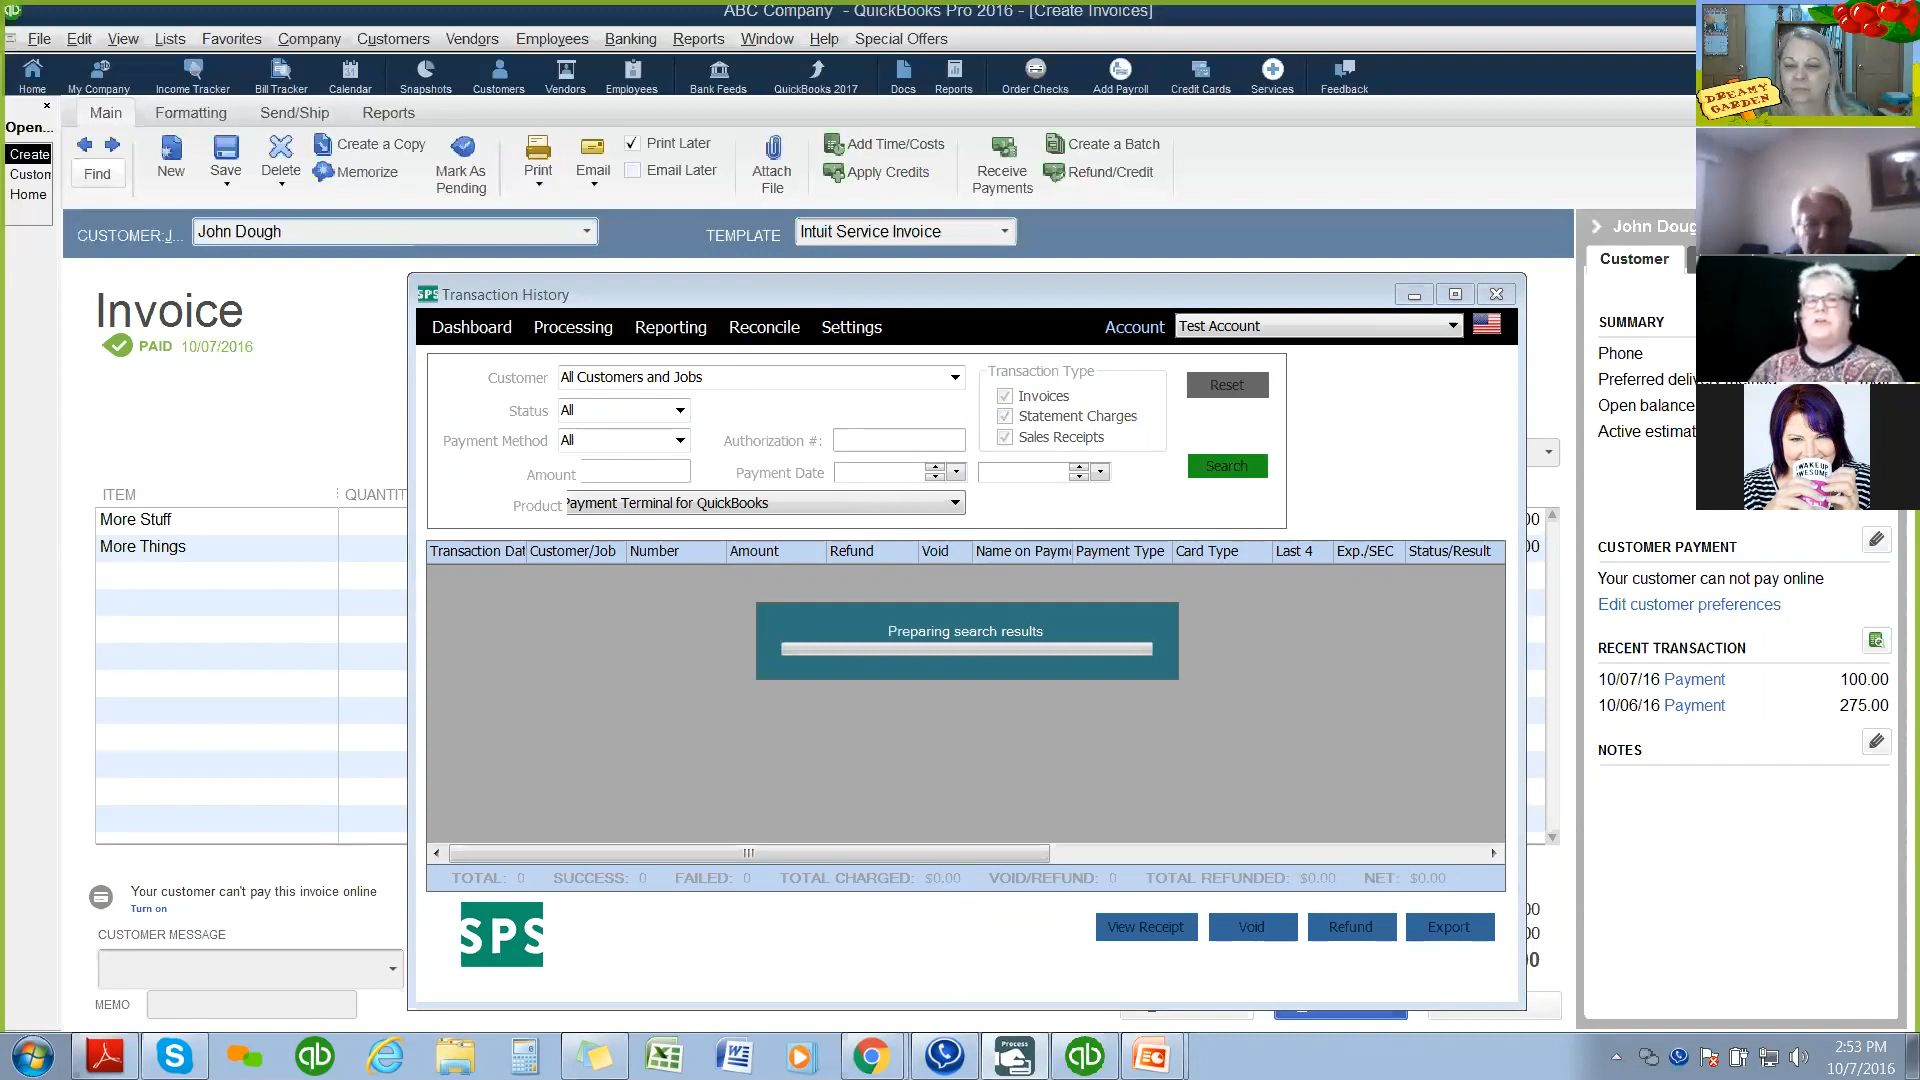 ABC Company - QuickBooks Pro 2016 - [Create Invoices]
File Edit View Lists Favorites Company Customers Vendors Employees Banking Reports Window Help Special Offers
Home My Company Income Tracker Bill Tracker Calendar Snapshots Customers Vendors Employees Bank Feeds QuickBooks 2017 Docs Reports Order Checks Add Payroll Credit Cards Services Feedback
DREAMY GARDEN
Open...
Create
Custom
Home
Main Formatting Send/Ship Reports
Find
New
Save
Delete
Create a Copy
Memorize
Mark As Pending
Print
Email
Print Later
Email Later
Attach File
Add Time/Costs
Apply Credits
Receive Payments
Create a Batch
Refund/Credit
CUSTOMER:J... John Dough TEMPLATE Intuit Service Invoice
Invoice
PAID 10/07/2016
ITEM QUANTIT
More Stuff
More Things
Your customer can't pay this invoice online
Turn on
CUSTOMER MESSAGE
MEMO
SPS Transaction History
Dashboard Processing Reporting Reconcile Settings Account Test Account
Customer All Customers and Jobs
Status All
Payment Method All Authorization #:
Amount Payment Date
Product Payment Terminal for QuickBooks
Transaction Type
Invoices
Statement Charges
Sales Receipts
Reset
Search
Transaction Dat Customer/Job Number Amount Refund Void Name on Paym Payment Type Card Type Last 4 Exp./SEC Status/Result
Preparing search results
TOTAL: 0 SUCCESS: 0 FAILED: 0 TOTAL CHARGED: $0.00 VOID/REFUND: 0 TOTAL REFUNDED: $0.00 NET: $0.00
SPS
View Receipt Void Refund Export
John Doug
Customer
SUMMARY
Phone
Preferred deli
Open balance
Active estimat
WAKE UP AWESOME
CUSTOMER PAYMENT
Your customer can not pay online
Edit customer preferences
RECENT TRANSACTION
10/07/16 Payment 100.00
10/06/16 Payment 275.00
NOTES
Process
2:53 PM
10/7/2016